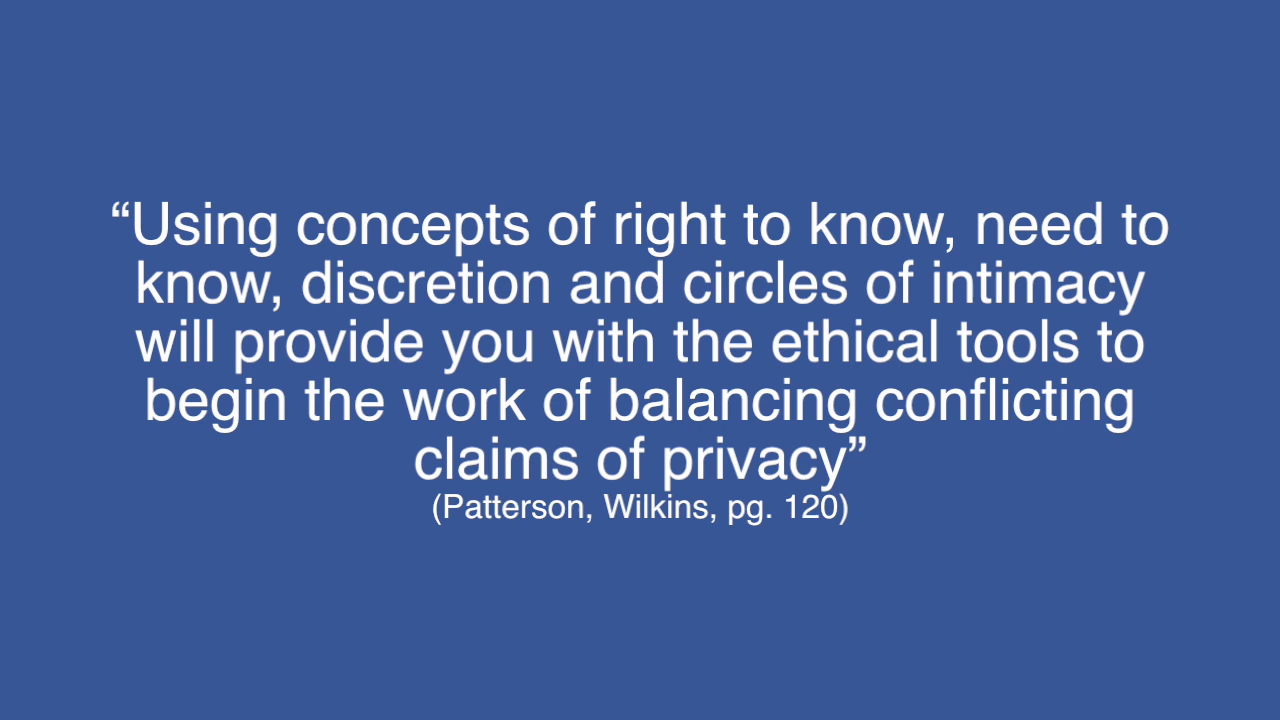 “Using concepts of right to know, need to
know, discretion and circles of intimacy
will provide you with the ethical tools to
begin the work of balancing conflicting
claims of privacy”
(Patterson, Wilkins, pg. 120)